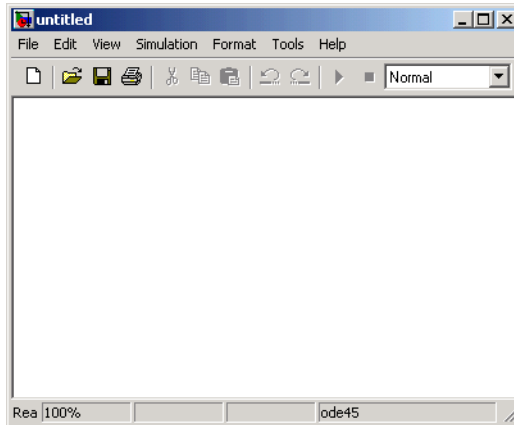 untitled
File Edit View Simulation Format Tools Help
Normal
Rea 100% ode45